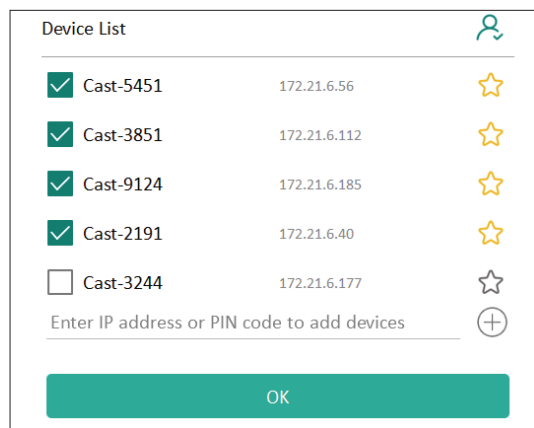 Device List
Cast-5451 172.21.6.56
Cast-3851 172.21.6.112
Cast-9124 172.21.6.185
Cast-2191 172.21.6.40
Cast-3244 172.21.6.177
Enter IP address or PIN code to add devices
OK